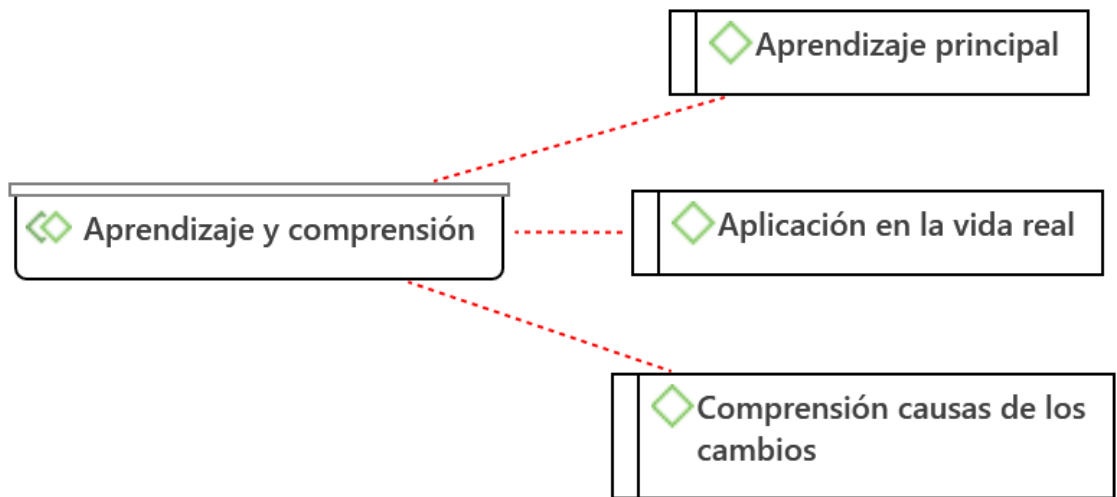 Aprendizaje principal
Aprendizaje y comprensión
Aplicación en la vida real
Comprensión causas de los
cambios